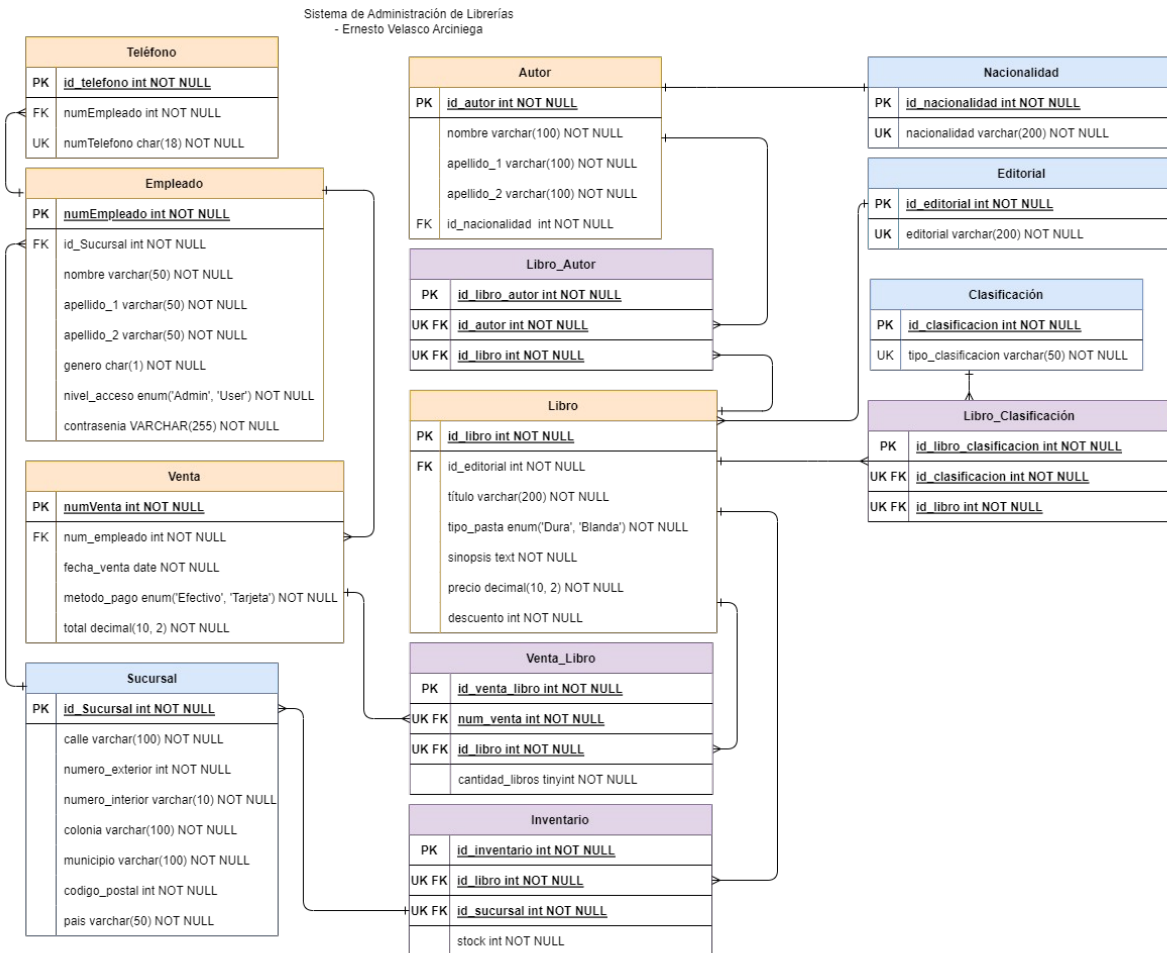 Sistema de Administración de Librerías
- Ernesto Velasco Arciniega
Teléfono
PK id_telefono int NOT NULL
FK numEmpleado int NOT NULL
UK numTelefono char(18) NOT NULL
Empleado
PK numEmpleado int NOT NULL
FK id_Sucursal int NOT NULL
nombre varchar(50) NOT NULL
apellido_1 varchar(50) NOT NULL
apellido_2 varchar(50) NOT NULL
genero char(1) NOT NULL
nivel_acceso enum('Admin', 'User') NOT NULL
contrasenia VARCHAR(255) NOT NULL
Venta
PK numVenta int NOT NULL
FK num_empleado int NOT NULL
fecha_venta date NOT NULL
metodo_pago enum('Efectivo', 'Tarjeta') NOT NULL
total decimal(10, 2) NOT NULL
Sucursal
PK id_Sucursal int NOT NULL
calle varchar(100) NOT NULL
numero_exterior int NOT NULL
numero_interior varchar(10) NOT NULL
colonia varchar(100) NOT NULL
municipio varchar(100) NOT NULL
codigo_postal int NOT NULL
pais varchar(50) NOT NULL
Autor
PK id_autor int NOT NULL
nombre varchar(100) NOT NULL
apellido_1 varchar(100) NOT NULL
apellido_2 varchar(100) NOT NULL
FK id_nacionalidad int NOT NULL
Libro_Autor
PK id_libro_autor int NOT NULL
UK FK id_autor int NOT NULL
UK FK id_libro int NOT NULL
Libro
PK id_libro int NOT NULL
FK id_editorial int NOT NULL
título varchar(200) NOT NULL
tipo_pasta enum('Dura', 'Blanda') NOT NULL
sinopsis text NOT NULL
precio decimal(10, 2) NOT NULL
descuento int NOT NULL
Venta_Libro
PK id_venta_libro int NOT NULL
UK FK num_venta int NOT NULL
UK FK id_libro int NOT NULL
cantidad_libros tinyint NOT NULL
Inventario
PK id_inventario int NOT NULL
UK FK id_libro int NOT NULL
UK FK id_sucursal int NOT NULL
stock int NOT NULL
Nacionalidad
PK id_nacionalidad int NOT NULL
UK nacionalidad varchar(200) NOT NULL
Editorial
PK id_editorial int NOT NULL
UK editorial varchar(200) NOT NULL
Clasificación
PK id_clasificacion int NOT NULL
UK tipo_clasificacion varchar(50) NOT NULL
Libro_Clasificación
PK id_libro_clasificacion int NOT NULL
UK FK id_clasificacion int NOT NULL
UK FK id_libro int NOT NULL